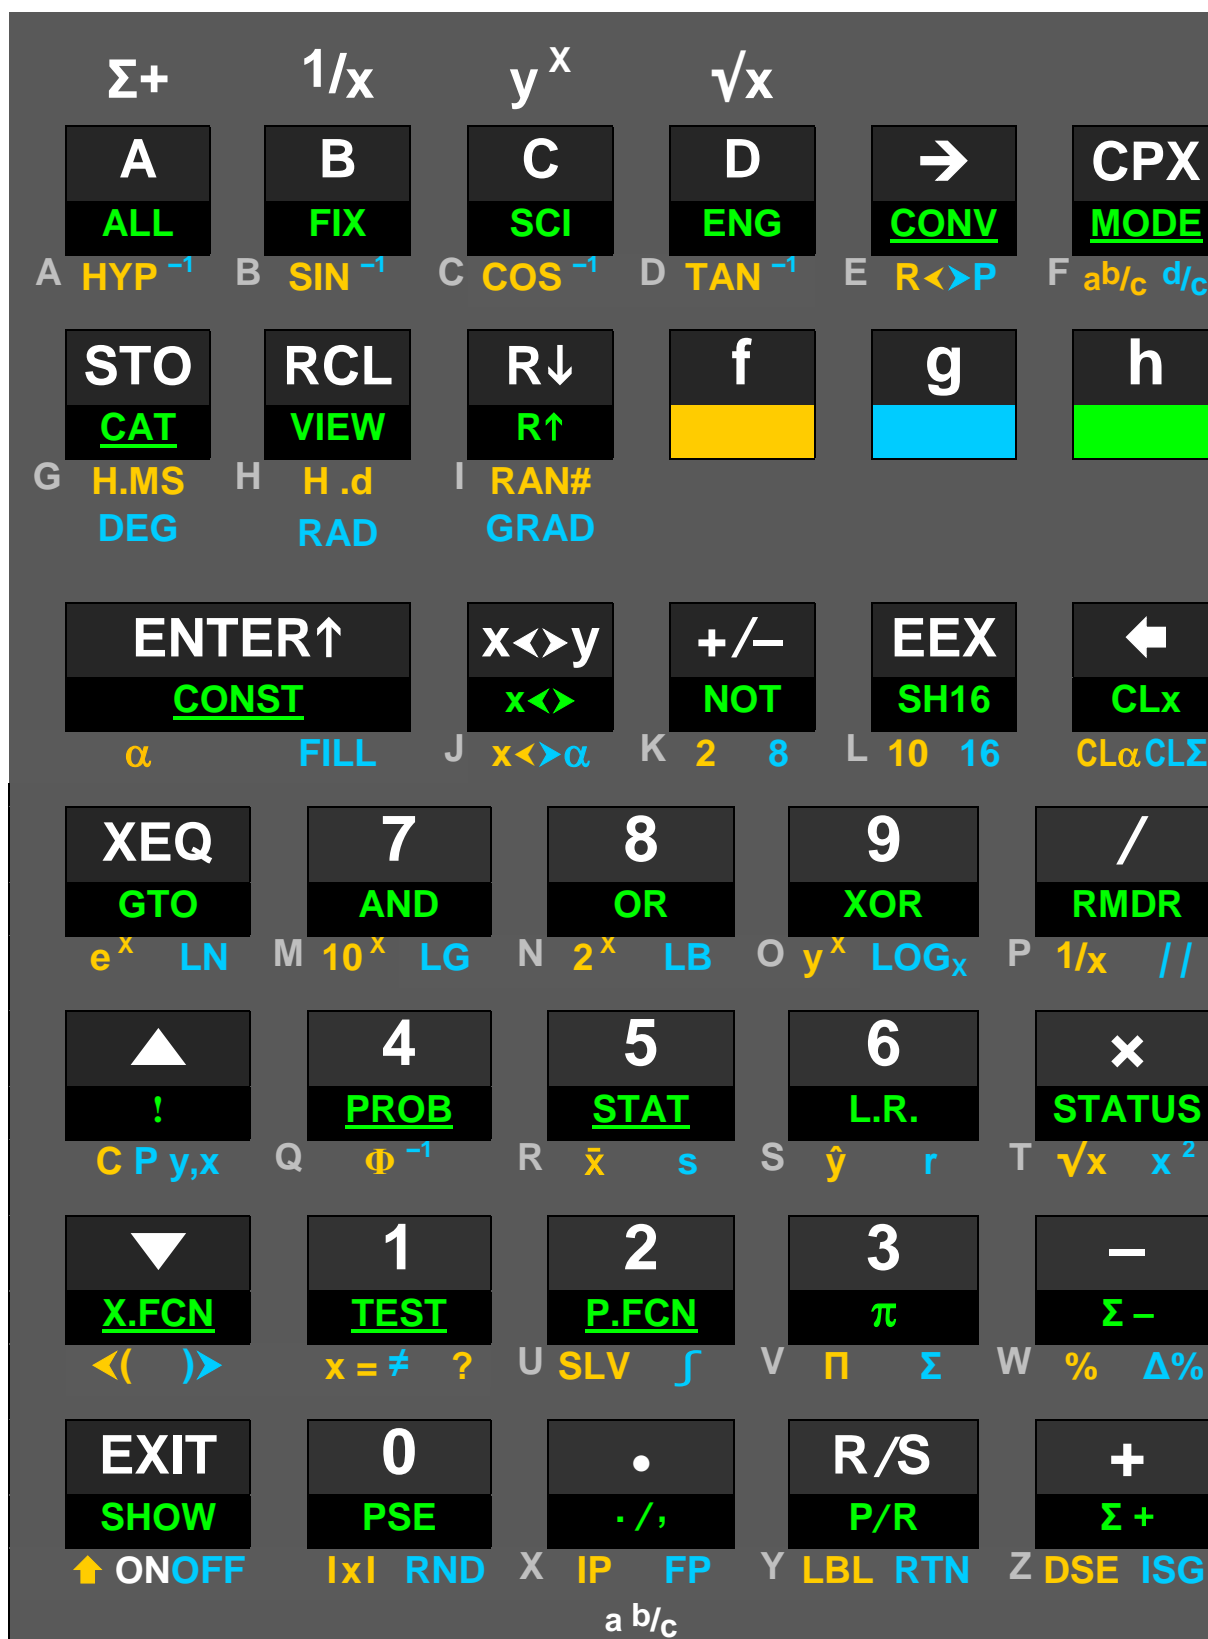 Σ+ 1/x y^x √x
A B C D → CPX
ALL FIX SCI ENG CONV MODE
A HYP⁻¹ B SIN⁻¹ C COS⁻¹ D TAN⁻¹ E R<>P F ab/c d/c
STO RCL R↓ f g h
CAT VIEW R↑
G H.MS H H.d I RAN#
DEG RAD GRAD
ENTER↑ x<>y +/− EEX ←
CONST x<> NOT SH16 CLx
α FILL J x<>α K 2 8 L 10 16 CLα CLΣ
XEQ 7 8 9 /
GTO AND OR XOR RMDR
e^x LN M 10^x LG N 2^x LB O y^x LOGₓ P 1/x //
▲ 4 5 6 ×
! PROB STAT L.R. STATUS
C P y,x Q Φ⁻¹ R x̄ s S ŷ r T √x x²
▼ 1 2 3 −
X.FCN TEST P.FCN π Σ−
<( )> x = ≠ ? U SLV ∫ V Π Σ W % Δ%
EXIT 0 . R/S +
SHOW PSE ./, P/R Σ+
↑ ON OFF |x| RND X IP FP Y LBL RTN Z DSE ISG
a b/c